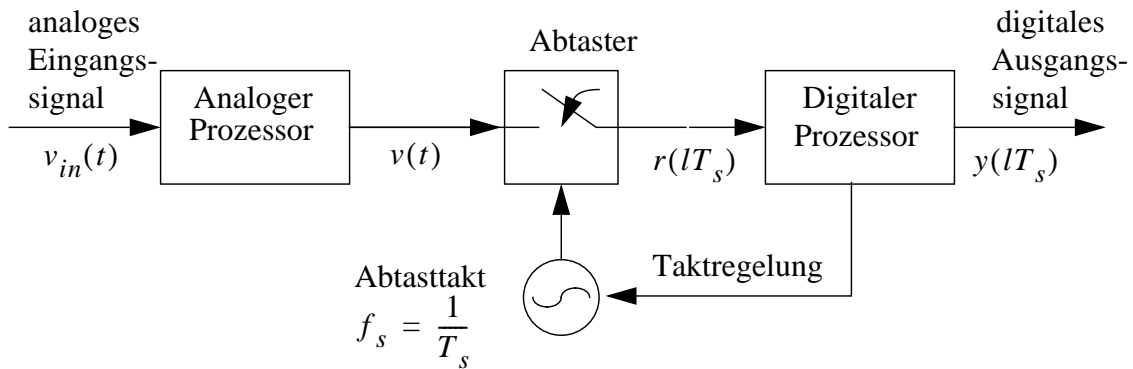 analoges
Eingangs-
signal
v_in(t)
Analoger
Prozessor
v(t)
Abtaster
r(lT_s)
Digitaler
Prozessor
digitales
Ausgangs-
signal
y(lT_s)
Abtasttakt
f_s = 1/T_s
Taktregelung